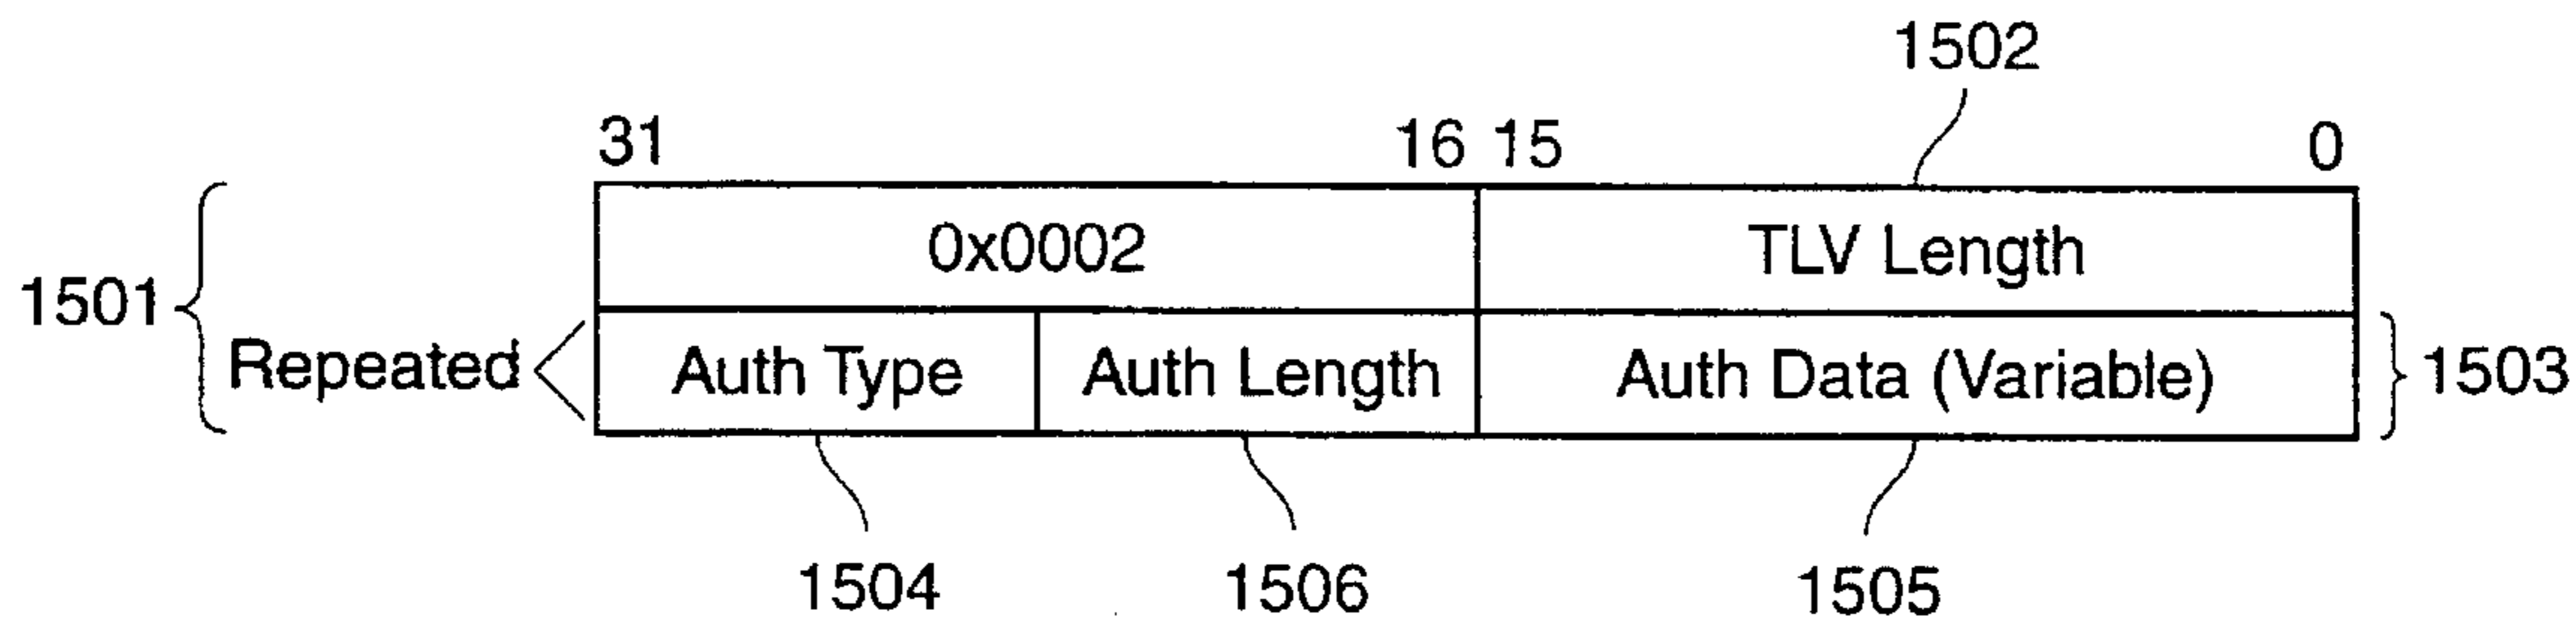 1502
31 16 15 0
0x0002 TLV Length
1501
Repeated Auth Type Auth Length Auth Data (Variable) 1503
1504 1506 1505